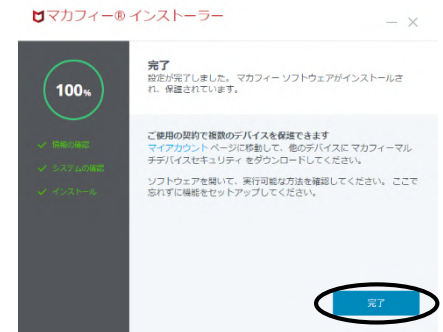 マカフィー® インストーラー
100%
✓ 情報の確認
✓ システムの確認
✓ インストール
完了
設定が完了しました。 マカフィー ソフトウェアがインストールさ
れ、保護されています。
ご使用の契約で複数のデバイスを保護できます
マイアカウント ページに移動して、他のデバイスに マカフィーマル
チデバイスセキュリティ をダウンロードしてください。
ソフトウェアを開いて、実行可能な方法を確認してください。 ここで
忘れずに機能をセットアップしてください。
完了